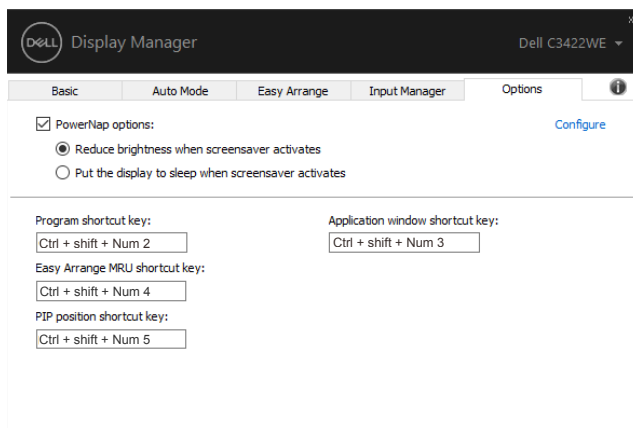 DELL Display Manager
Dell C3422WE
Basic Auto Mode Easy Arrange Input Manager Options
PowerNap options:
Configure
Reduce brightness when screensaver activates
Put the display to sleep when screensaver activates
Program shortcut key:
Application window shortcut key:
Ctrl + shift + Num 2
Ctrl + shift + Num 3
Easy Arrange MRU shortcut key:
Ctrl + shift + Num 4
PIP position shortcut key:
Ctrl + shift + Num 5